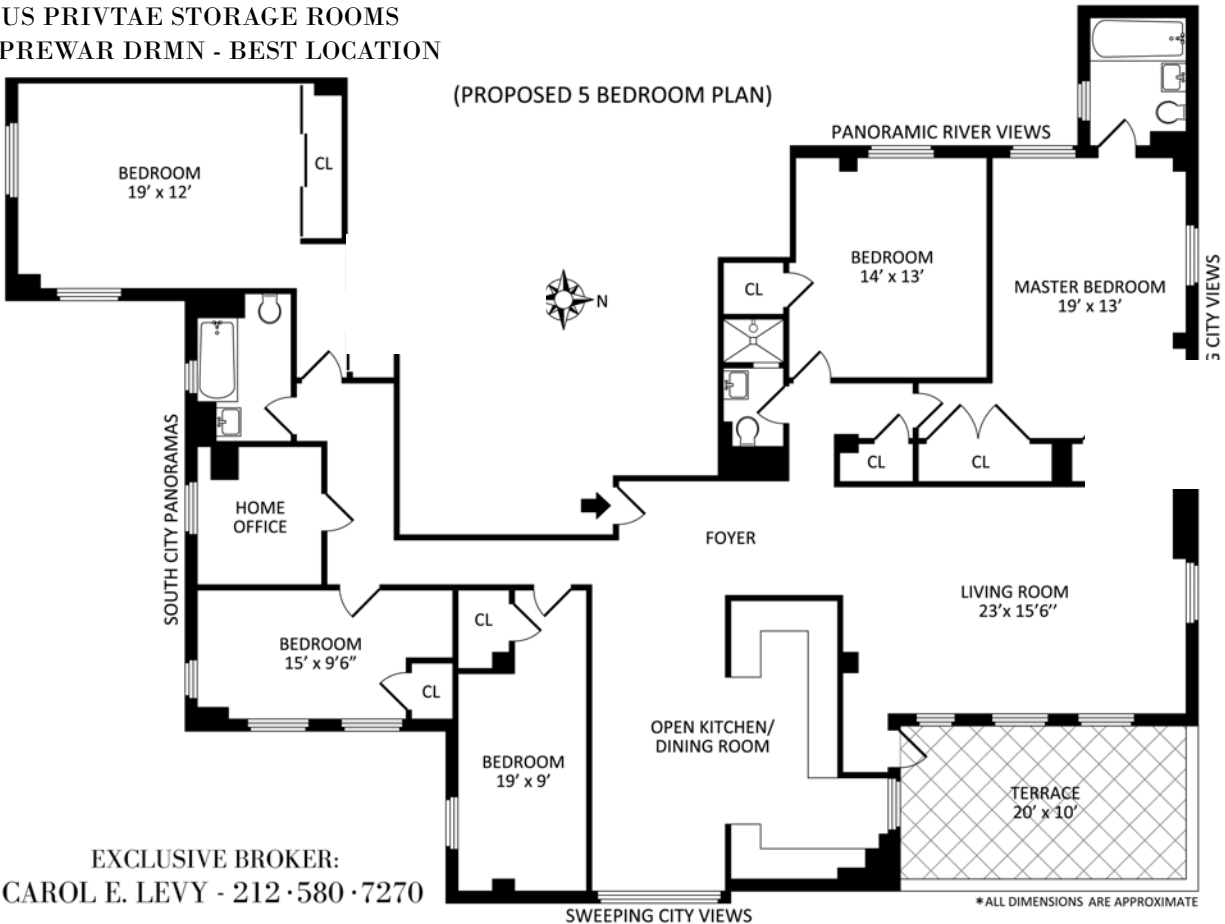 US PRIVTAE STORAGE ROOMS
PREWAR DRMN - BEST LOCATION
(PROPOSED 5 BEDROOM PLAN)
PANORAMIC RIVER VIEWS
BEDROOM
19' x 12'
CL
BEDROOM
14' x 13'
CL
MASTER BEDROOM
19' x 13'
CITY VIEWS
N
SOUTH CITY PANORAMAS
HOME
OFFICE
CL
CL
FOYER
LIVING ROOM
23'x 15'6''
BEDROOM
15' x 9'6"
CL
CL
OPEN KITCHEN/
DINING ROOM
BEDROOM
19' x 9'
TERRACE
20' x 10'
EXCLUSIVE BROKER:
CAROL E. LEVY - 212·580·7270
SWEEPING CITY VIEWS
*ALL DIMENSIONS ARE APPROXIMATE